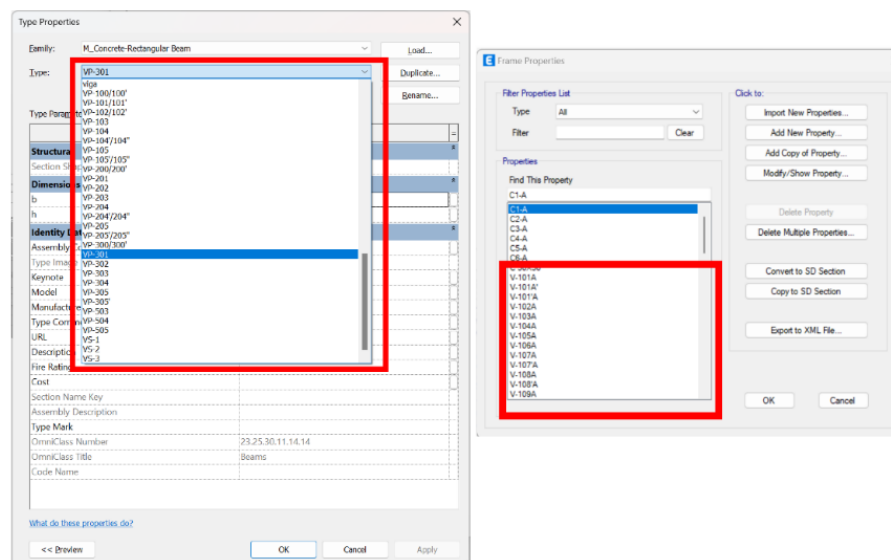 Type Properties
Family: M_Concrete-Rectangular Beam Load...
Type: VP-301 Duplicate...
Rename...
viga
VP-100/100'
VP-101/101'
VP-102/102'
VP-103
VP-104
VP-104'/104"
VP-105
VP-105'/105"
VP-200/200'
VP-201
VP-202
VP-203
VP-204
VP-204'/204"
VP-205
VP-205'/205"
VP-300/300'
VP-301
VP-302
VP-303
VP-304
VP-305
VP-305'
VP-503
VP-504
VP-505
VS-1
VS-2
VS-3
Type Parame
=
Structura
Section Sha
Dimensions
b
h
Identity Dat
Assembly C
Type Image
Keynote
Model
Manufacture
Type Comm
URL
Description
Fire Rating
Cost
Section Name Key
Assembly Description
Type Mark
OmniClass Number 23.25.30.11.14.14
OmniClass Title Beams
Code Name
What do these properties do?
<< Preview OK Cancel Apply
E Frame Properties
Filter Properties List
Type All
Filter Clear
Properties
Find This Property
C1-A
C1-A
C2-A
C3-A
C4-A
C5-A
C6-A
V-101A
V-101A'
V-101'A
V-102A
V-103A
V-104A
V-105A
V-106A
V-107A
V-107'A
V-108A
V-108'A
V-109A
Click to:
Import New Properties...
Add New Property...
Add Copy of Property...
Modify/Show Property...
Delete Property
Delete Multiple Properties...
Convert to SD Section
Copy to SD Section
Export to XML File...
OK Cancel